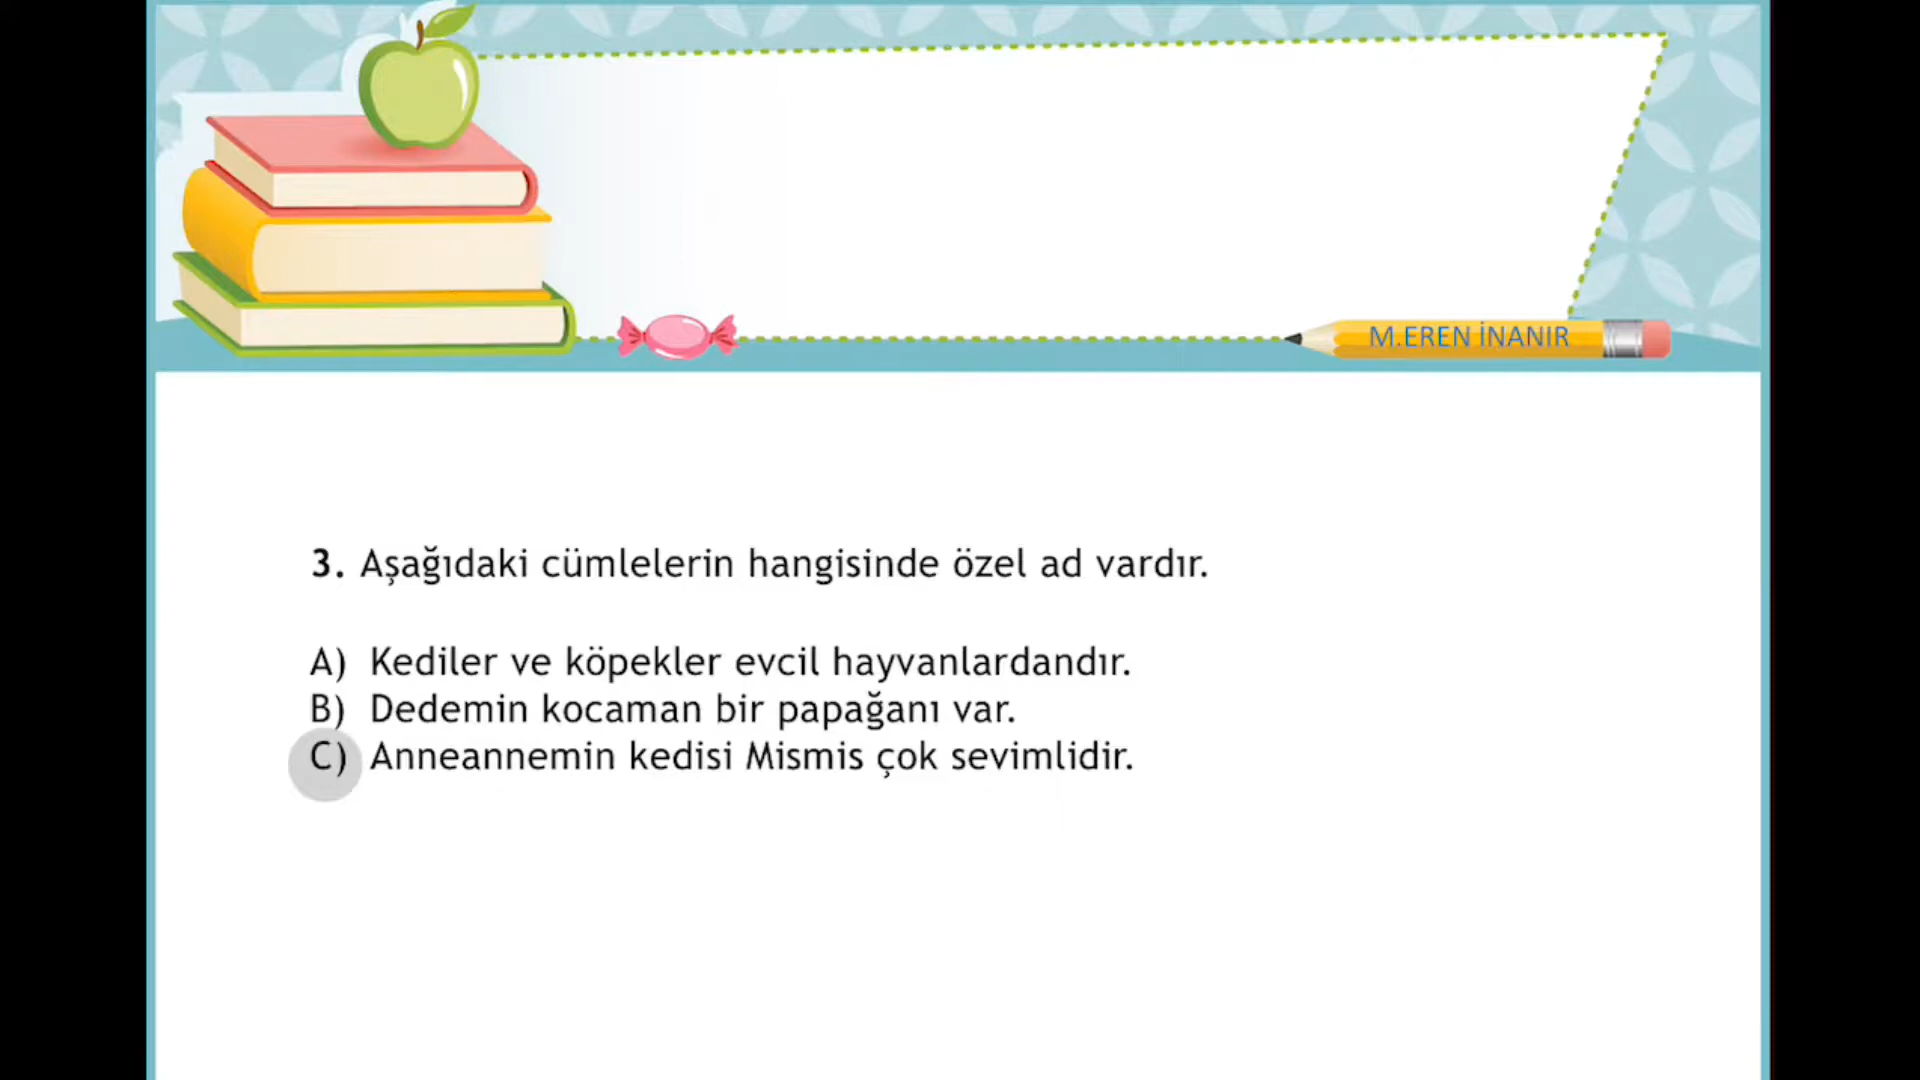 M.EREN İNANIR
3. Aşağıdaki cümlelerin hangisinde özel ad vardır.
A) Kediler ve köpekler evcil hayvanlardandır.
B) Dedemin kocaman bir papağanı var.
C) Anneannemin kedisi Mismis çok sevimlidir.